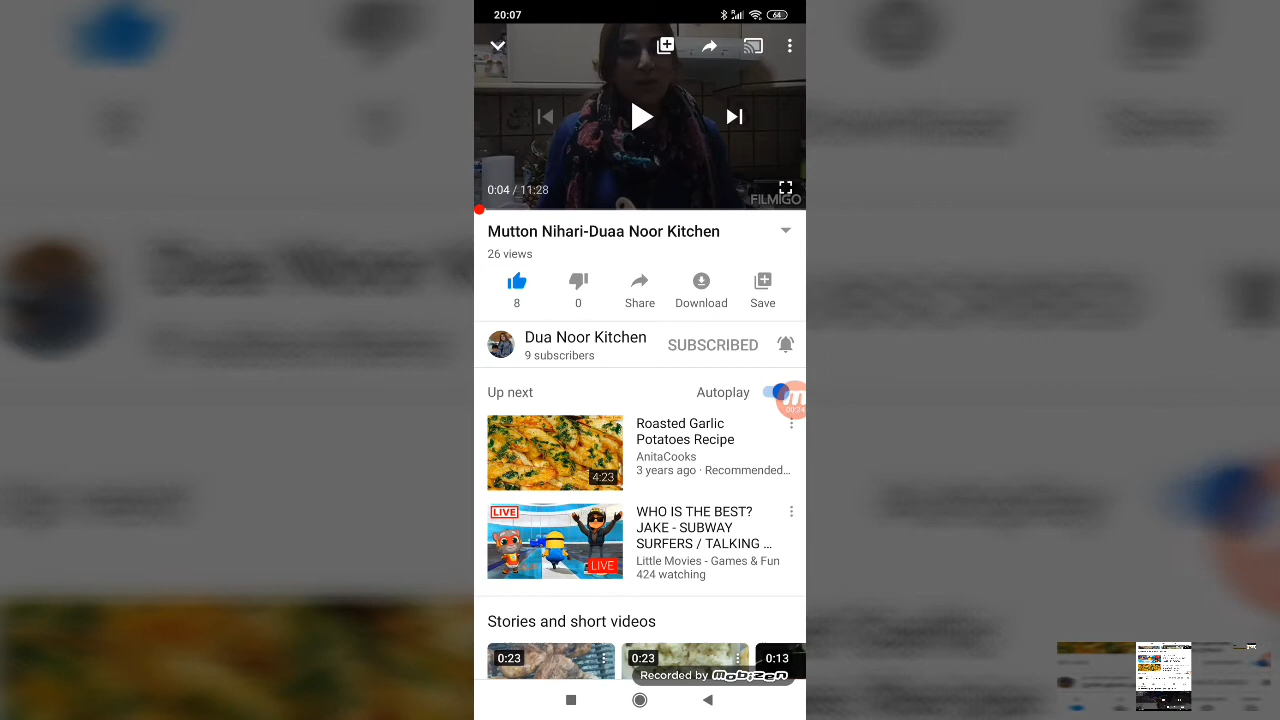 20:07
64
0:04 / 11:28
FILMIGO
Mutton Nihari-Duaa Noor Kitchen
26 views
8
0
Share
Download
Save
Dua Noor Kitchen
9 subscribers
SUBSCRIBED
Up next
Autoplay
00:24
Roasted Garlic
Potatoes Recipe
AnitaCooks
3 years ago · Recommended...
4:23
LIVE
WHO IS THE BEST?
JAKE - SUBWAY
SURFERS / TALKING ...
Little Movies - Games & Fun
424 watching
LIVE
Stories and short videos
0:23
0:23
0:13
Recorded by mobizen